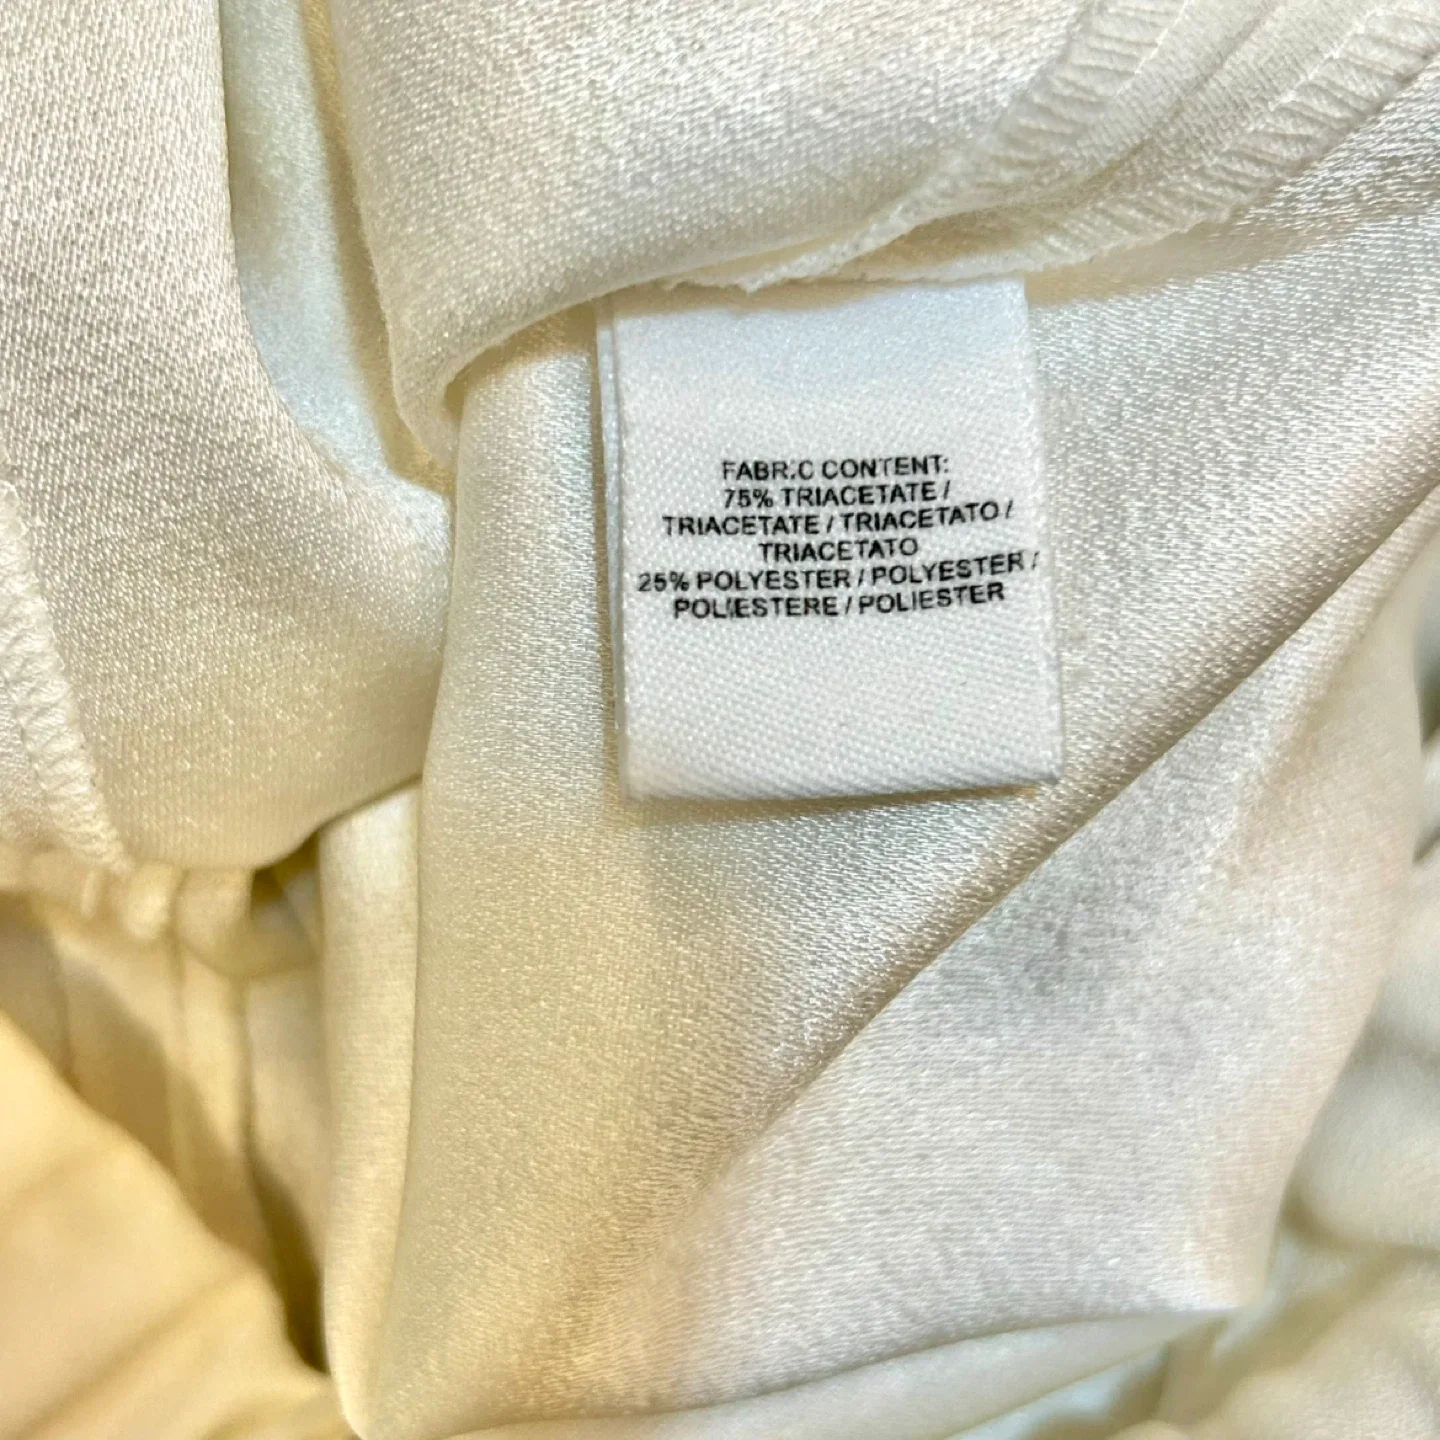 FABRIC CONTENT:
75% TRIACETATE /
TRIACETATE / TRIACETATO /
TRIACETATO
25% POLYESTER / POLYESTER /
POLIESTERE / POLIESTER